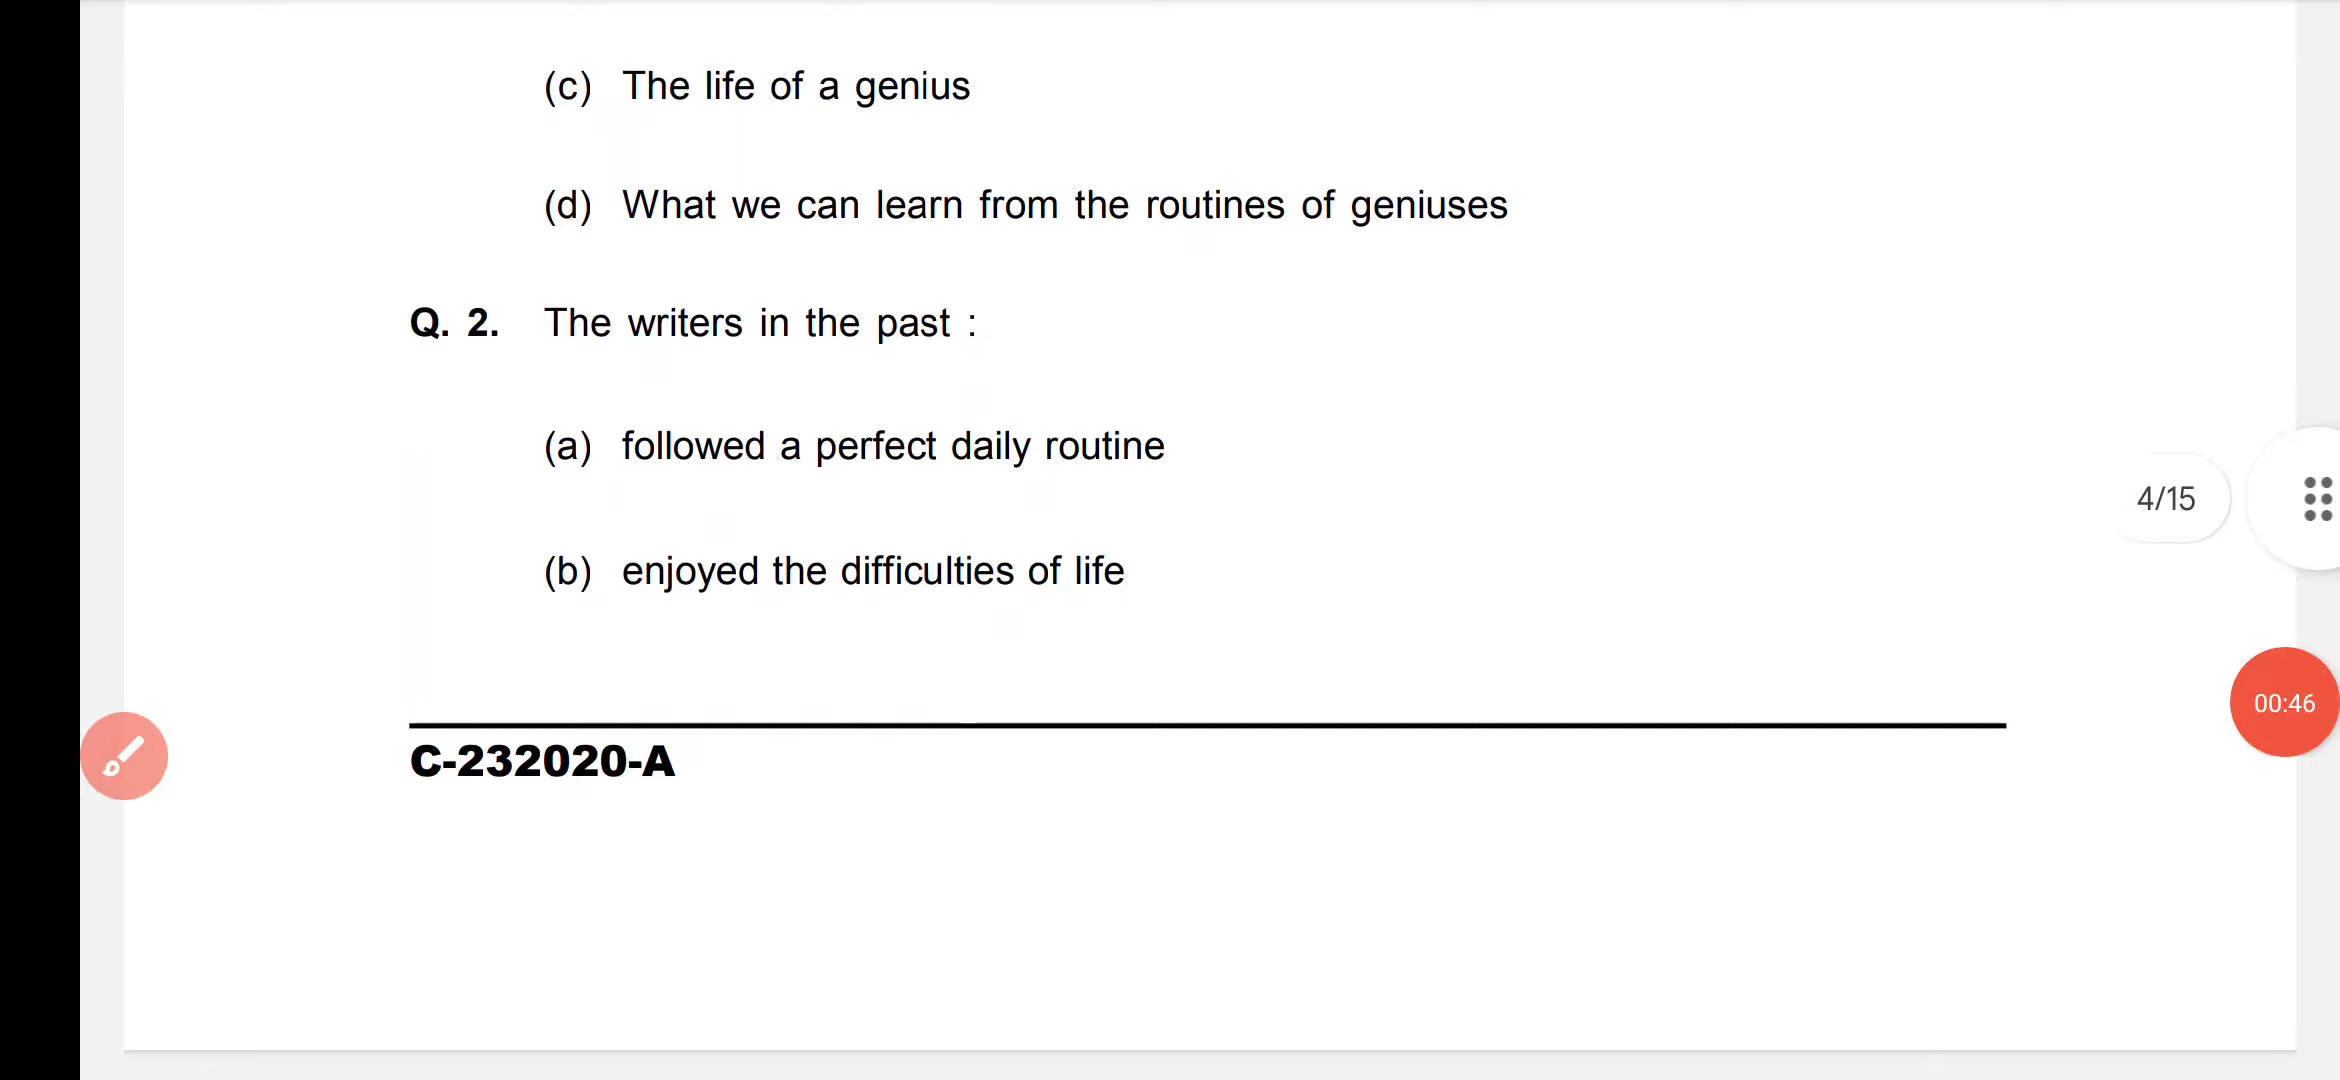 (c) The life of a genius
(d) What we can learn from the routines of geniuses
Q. 2. The writers in the past :
(a) followed a perfect daily routine
4/15
(b) enjoyed the difficulties of life
00:46
C-232020-A